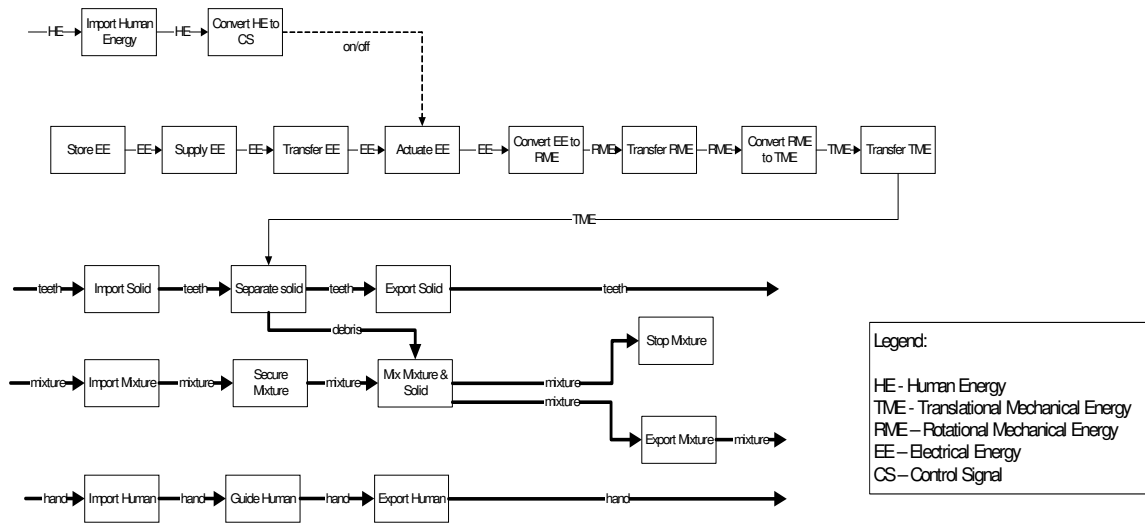 HE
Import Human
Energy
HE
Convert HE to
CS
on/off
Store EE
EE
Supply EE
EE
Transfer EE
EE
Actuate EE
EE
Convert EE to
RME
RME
Transfer RME
RME
Convert RME
to TME
TME
Transfer TME
TME
teeth
Import Solid
teeth
Separate solid
teeth
Export Solid
teeth
debris
Stop Mixture
mixture
Import Mixture
mixture
Secure
Mixture
mixture
Mix Mixture &
Solid
mixture
mixture
Export Mixture
mixture
hand
Import Human
hand
Guide Human
hand
Export Human
hand
Legend:
HE - Human Energy
TME - Translational Mechanical Energy
RME – Rotational Mechanical Energy
EE – Electrical Energy
CS – Control Signal